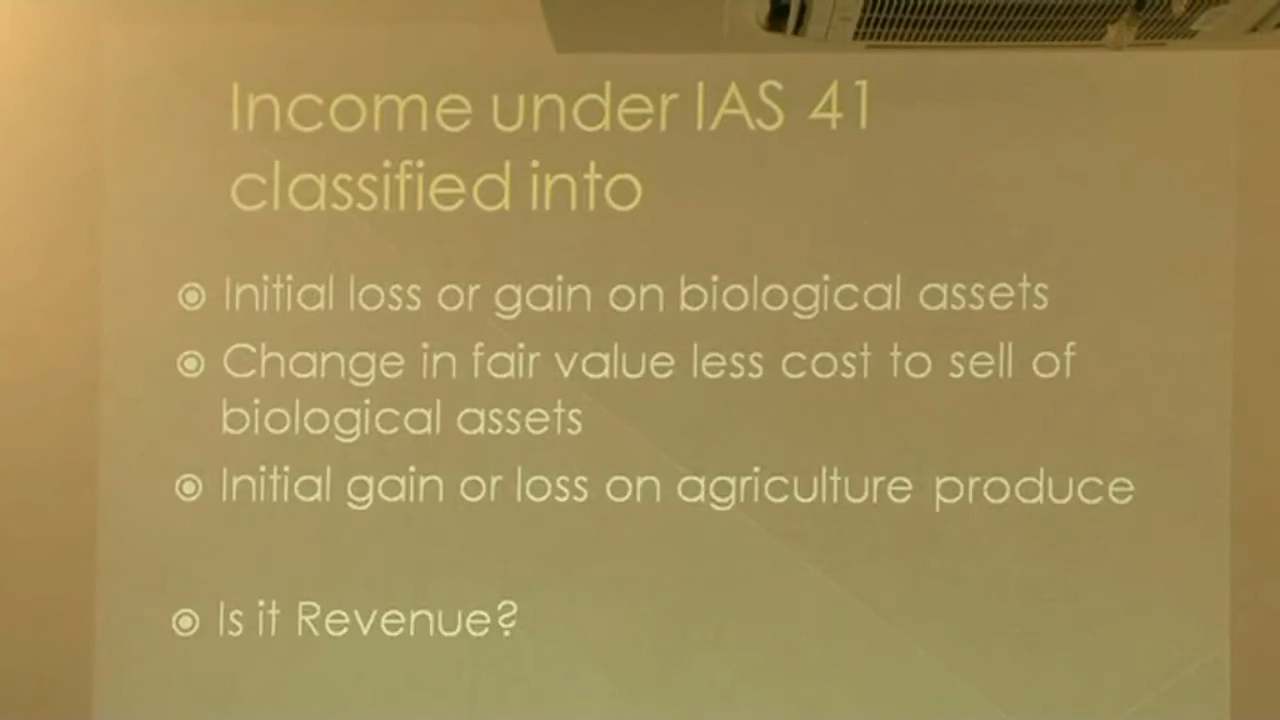 Income under IAS 41
classified into
Initial loss or gain on biological assets
Change in fair value less cost to sell of
biological assets
Initial gain or loss on agriculture produce
Is it Revenue?